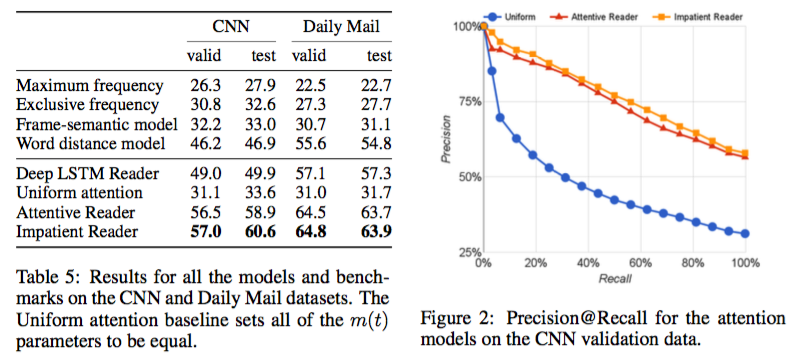 CNN Daily Mail
valid test valid test
Maximum frequency 26.3 27.9 22.5 22.7
Exclusive frequency 30.8 32.6 27.3 27.7
Frame-semantic model 32.2 33.0 30.7 31.1
Word distance model 46.2 46.9 55.6 54.8
Deep LSTM Reader 49.0 49.9 57.1 57.3
Uniform attention 31.1 33.6 31.0 31.7
Attentive Reader 56.5 58.9 64.5 63.7
Impatient Reader 57.0 60.6 64.8 63.9
Table 5: Results for all the models and bench-
marks on the CNN and Daily Mail datasets. The
Uniform attention baseline sets all of the m(t)
parameters to be equal.
Uniform Attentive Reader Impatient Reader
100%
75%
50%
25%
Precision
0% 20% 40% 60% 80% 100%
Recall
Figure 2: Precision@Recall for the attention
models on the CNN validation data.